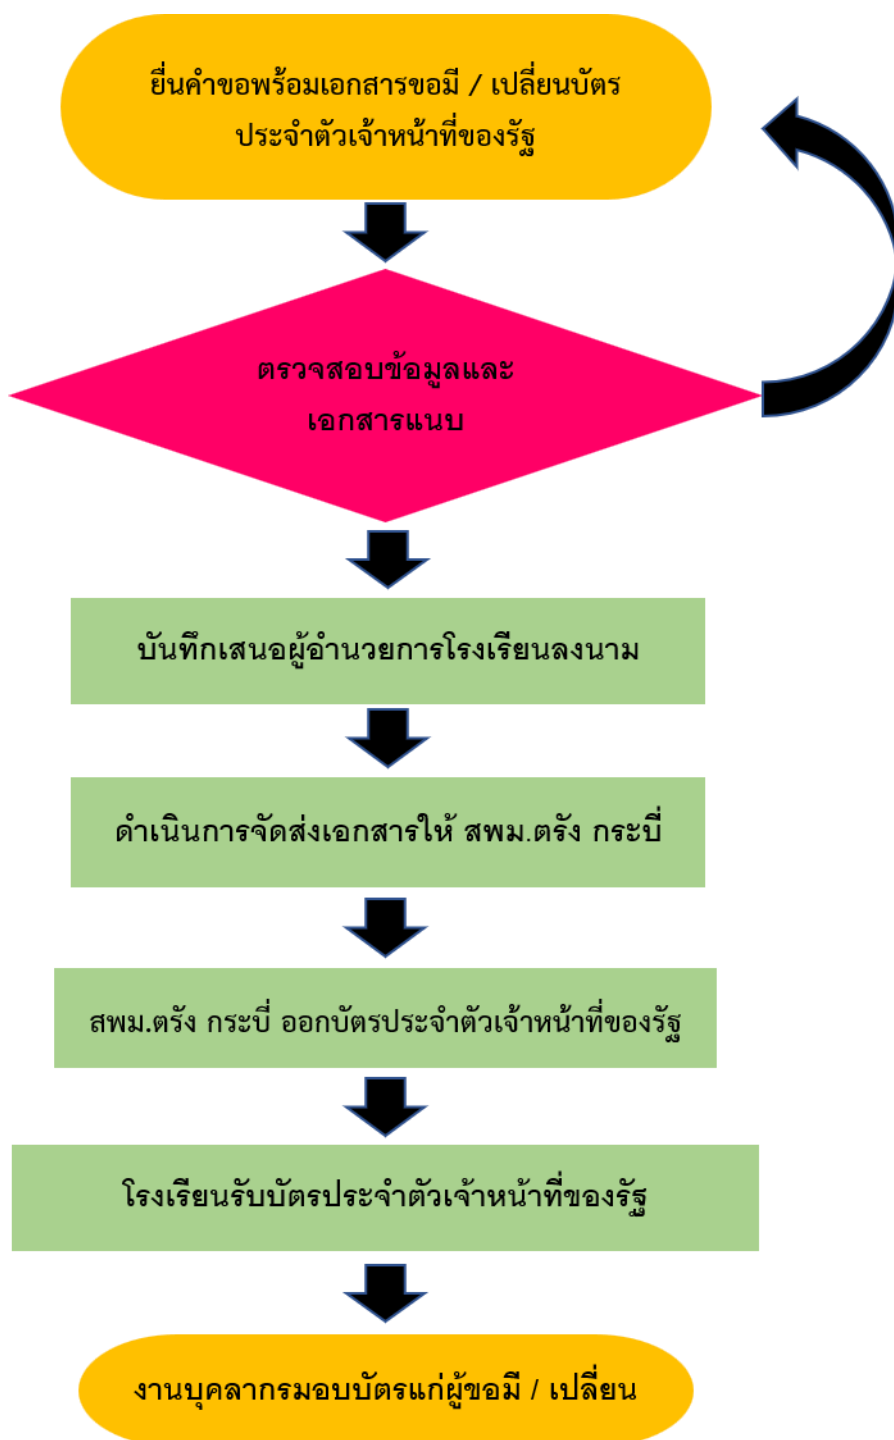 ยื่นคำขอพร้อมเอกสารขอมี / เปลี่ยนบัตร
ประจำตัวเจ้าหน้าที่ของรัฐ
ตรวจสอบข้อมูลและ
เอกสารแนบ
บันทึกเสนอผู้อำนวยการโรงเรียนลงนาม
ดำเนินการจัดส่งเอกสารให้ สพม.ตรัง กระบี่
สพม.ตรัง กระบี่ ออกบัตรประจำตัวเจ้าหน้าที่ของรัฐ
โรงเรียนรับบัตรประจำตัวเจ้าหน้าที่ของรัฐ
งานบุคลากรมอบบัตรแก่ผู้ขอมี / เปลี่ยน